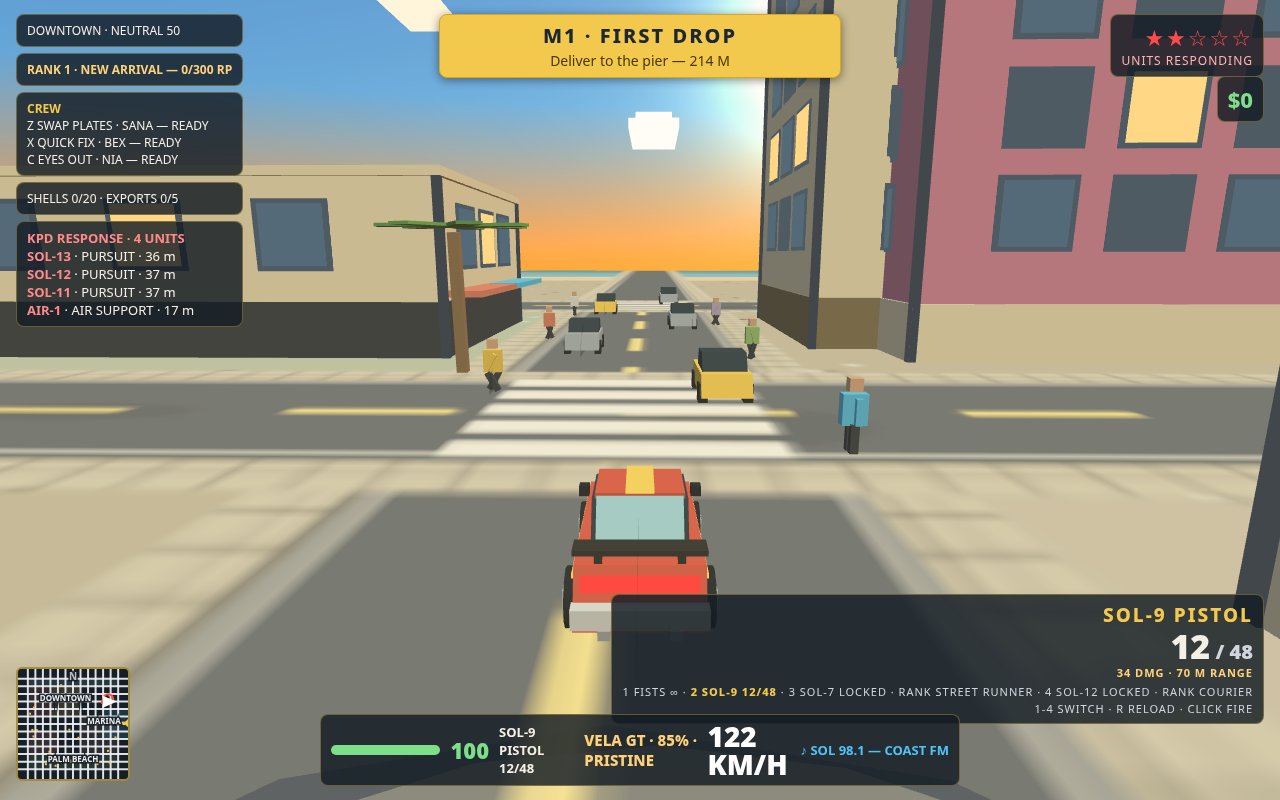 DOWNTOWN · NEUTRAL 50
RANK 1 · NEW ARRIVAL — 0/300 RP
CREW
Z SWAP PLATES · SANA — READY
X QUICK FIX · BEX — READY
C EYES OUT · NIA — READY
SHELLS 0/20 · EXPORTS 0/5
KPD RESPONSE · 4 UNITS
SOL-13 · PURSUIT · 36 m
SOL-12 · PURSUIT · 37 m
SOL-11 · PURSUIT · 37 m
AIR-1 · AIR SUPPORT · 17 m
M1 · FIRST DROP
Deliver to the pier — 214 M
★★☆☆☆
UNITS RESPONDING
$0
SOL-9 PISTOL
12 / 48
34 DMG · 70 M RANGE
1 FISTS ∞ · 2 SOL-9 12/48 · 3 SOL-7 LOCKED · RANK STREET RUNNER · 4 SOL-12 LOCKED · RANK COURIER
1-4 SWITCH · R RELOAD · CLICK FIRE
N
DOWNTOWN
MARINA
PALM BEACH
100
SOL-9
PISTOL
12/48
VELA GT · 85% ·
PRISTINE
122
KM/H
♪ SOL 98.1 — COAST FM